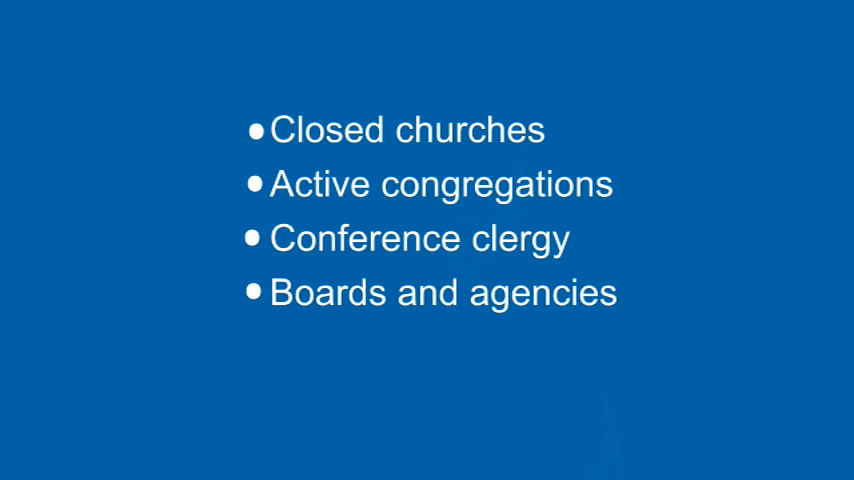 • Closed churches
• Active congregations
• Conference clergy
• Boards and agencies